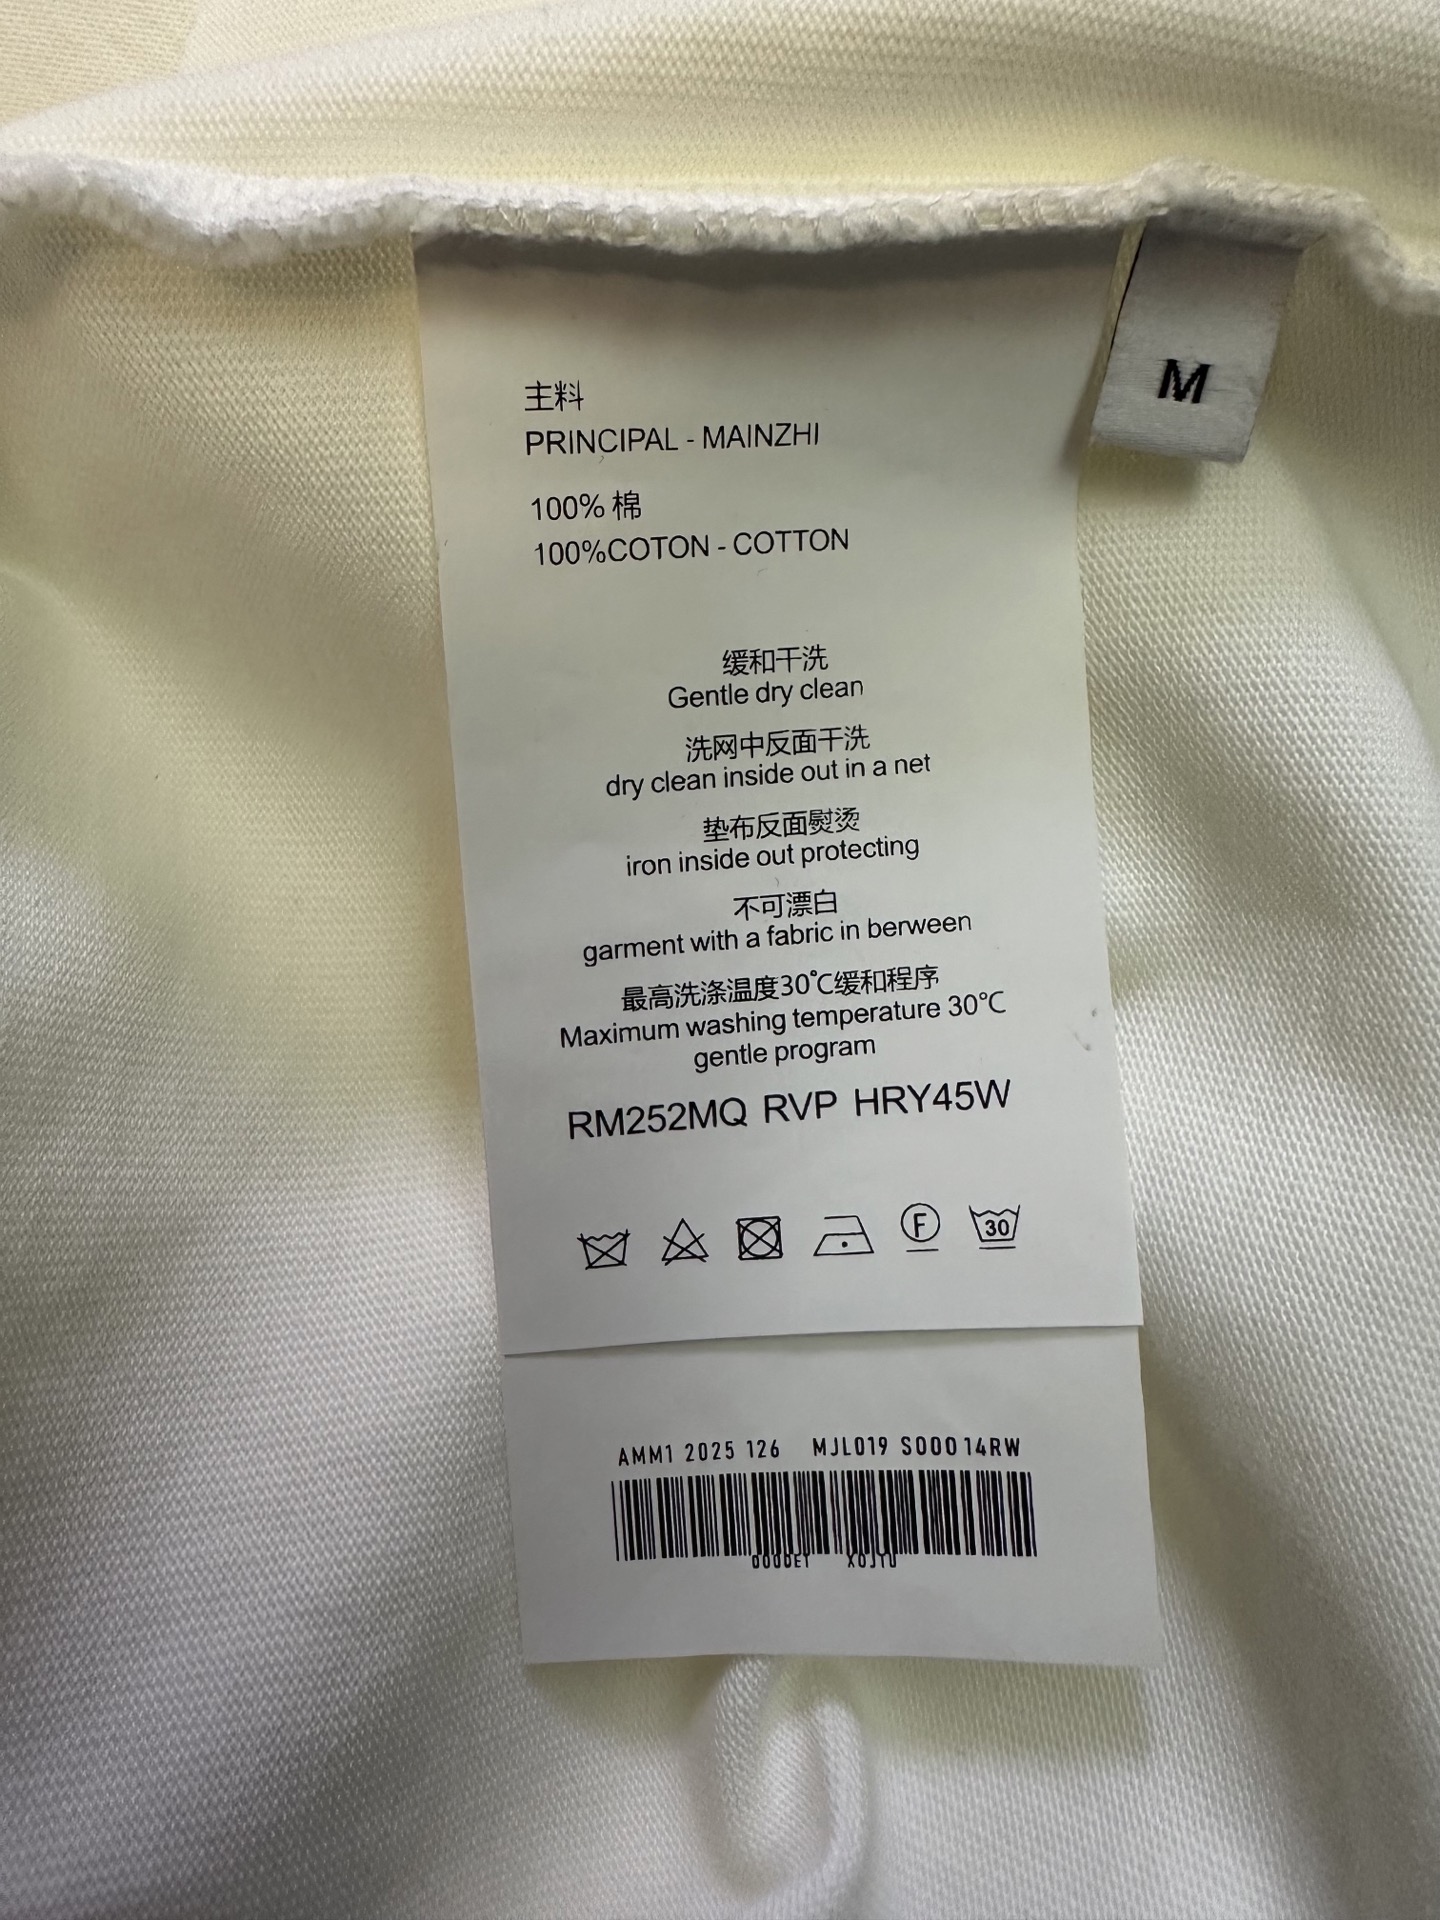 M
主料
PRINCIPAL - MAINZHI
100% 棉
100%COTON - COTTON
缓和干洗
Gentle dry clean
洗网中反面干洗
dry clean inside out in a net
垫布反面熨烫
iron inside out protecting
不可漂白
garment with a fabric in berween
最高洗涤温度30℃缓和程序
Maximum washing temperature 30℃
gentle program
RM252MQ RVP HRY45W
F 30
AMM1 2025 126 MJL019 S00014RW